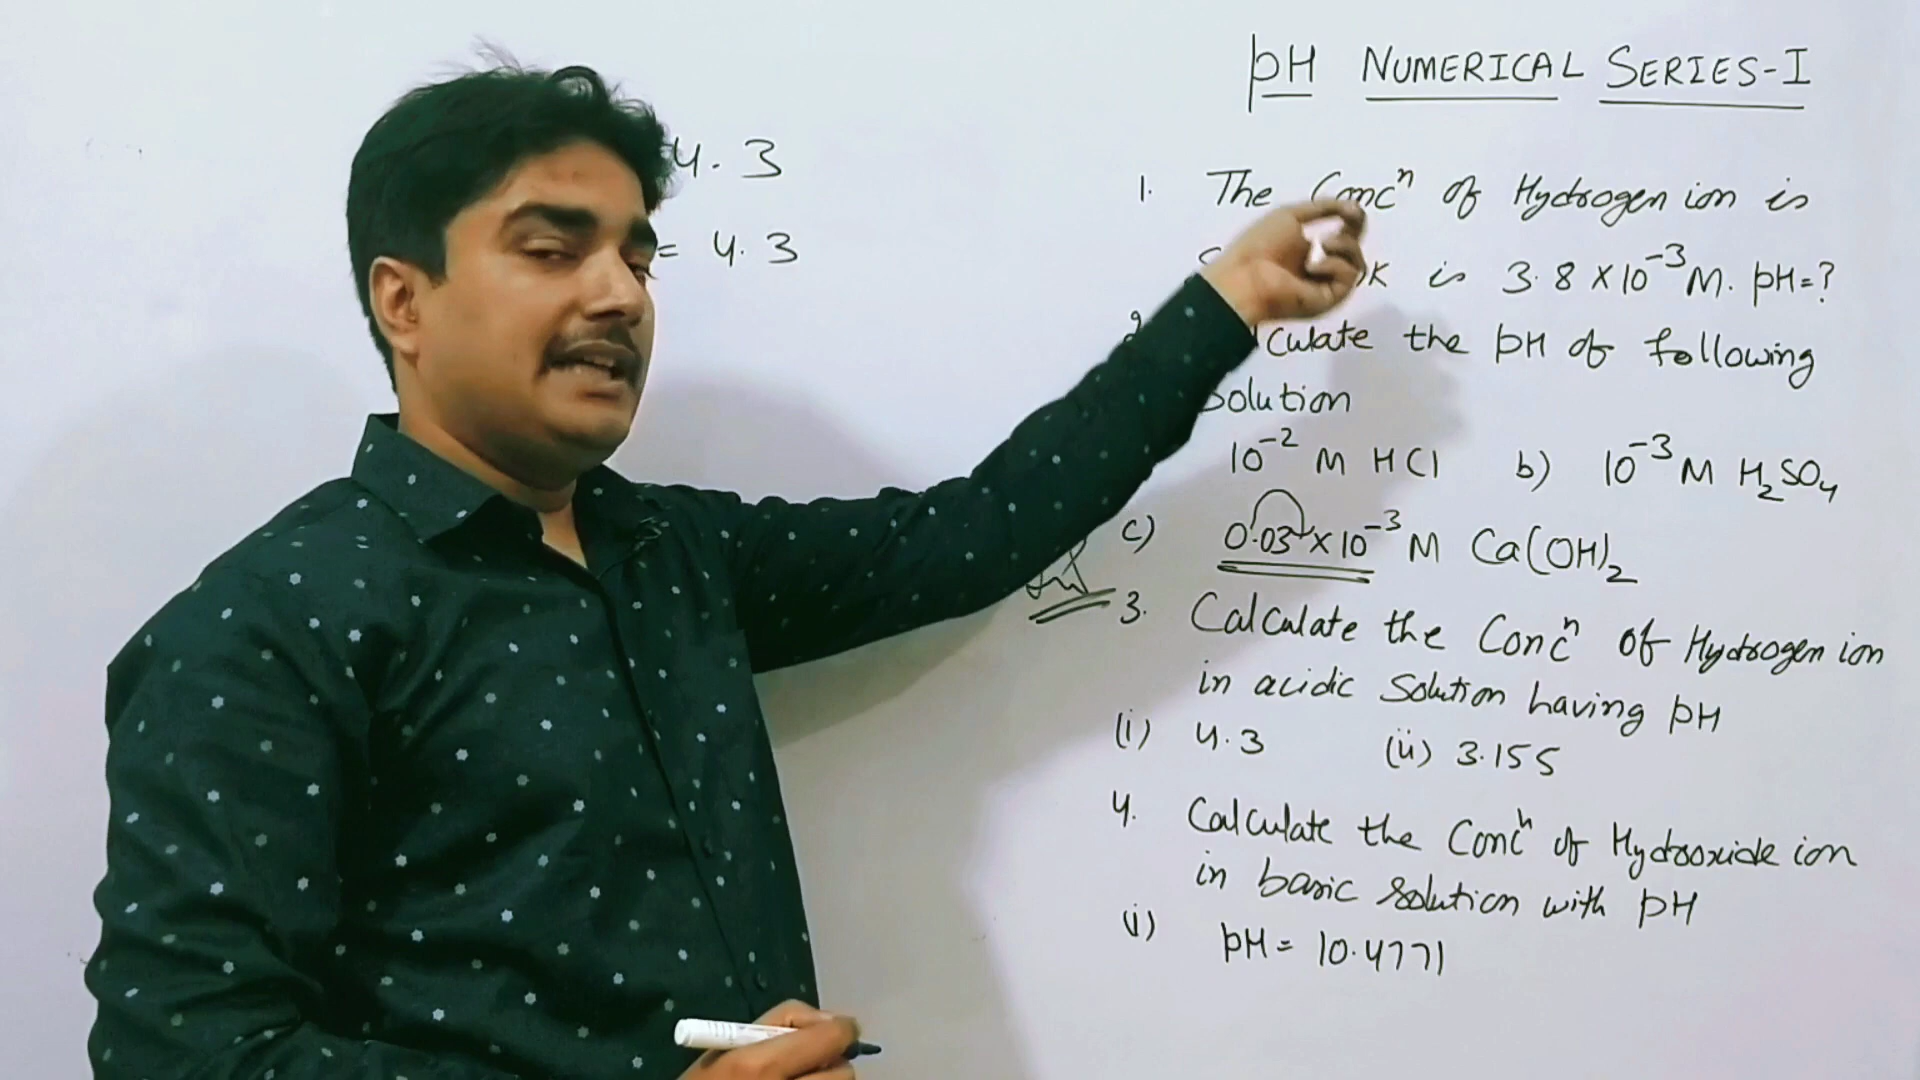 pH NUMERICAL SERIES-I
4.3
= 4.3
1. The Concⁿ of Hydrogen ion is
is 3.8 × 10⁻³ M. pH=?
culate the pH of following
Solution
10⁻² M HCl b) 10⁻³ M H₂SO₄
c) 0.03 × 10⁻³ M Ca(OH)₂
3. Calculate the Concⁿ of Hydrogen ion
in acidic Solution having pH
(i) 4.3 (ii) 3.155
4. Calculate the Concⁿ of Hydrooxide ion
in basic solution with pH
(i) pH = 10.4771